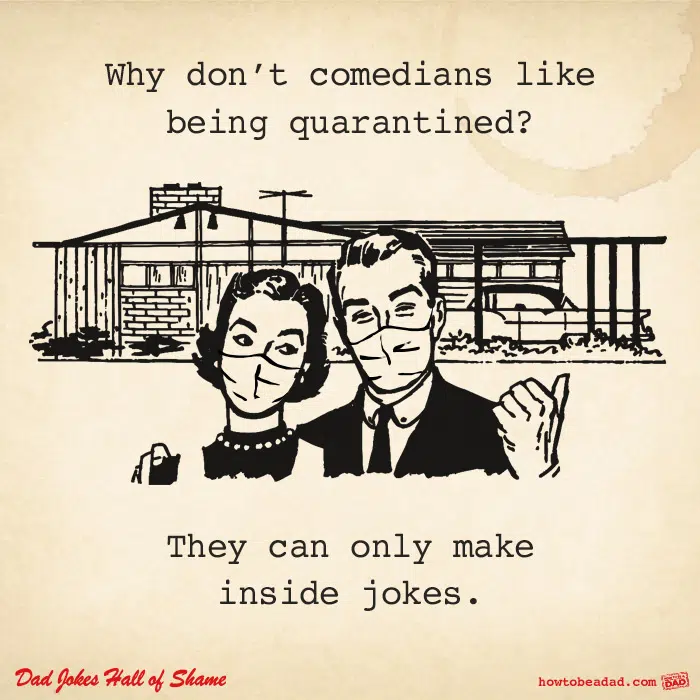 Why don’t comedians like
being quarantined?
They can only make
inside jokes.
Dad Jokes Hall of Shame
howtobeadad.com
DAD